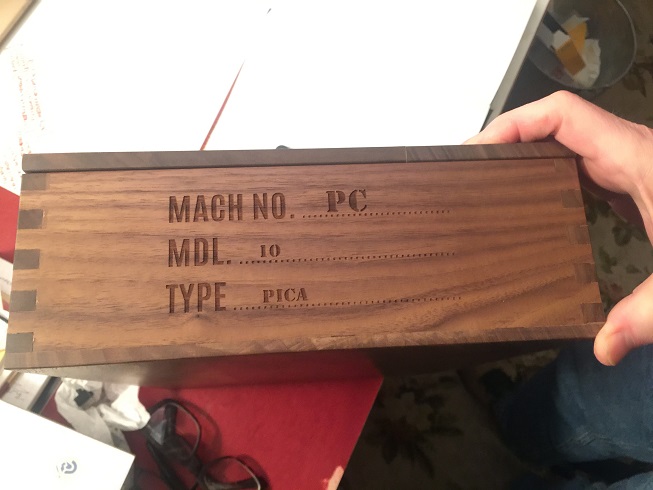 MACH NO. PC
MDL. 10
TYPE PICA